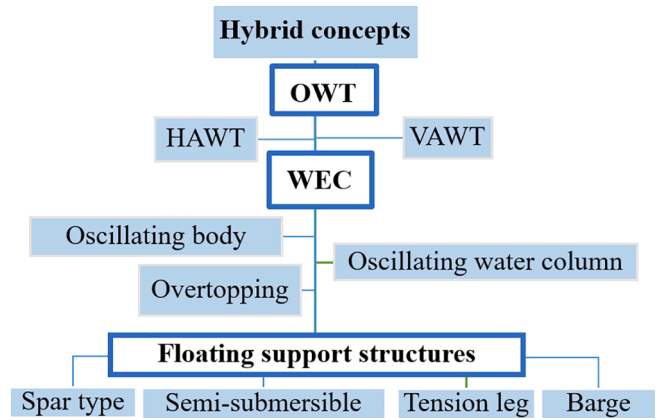 Hybrid concepts
OWT
HAWT
VAWT
WEC
Oscillating body
Oscillating water column
Overtopping
Floating support structures
Spar type
Semi-submersible
Tension leg
Barge